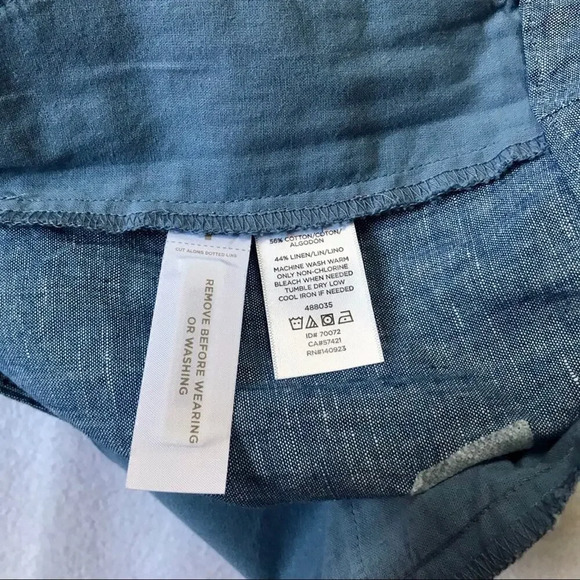 CUT ALONG DOTTED LINE
REMOVE BEFORE WEARING
OR WASHING
56% COTTON/COTON/
ALGODÓN
44% LINEN/LIN/LINO
MACHINE WASH WARM
ONLY NON-CHLORINE
BLEACH WHEN NEEDED
TUMBLE DRY LOW
COOL IRON IF NEEDED
488035
ID# 70072
CA#57421
RN#140923